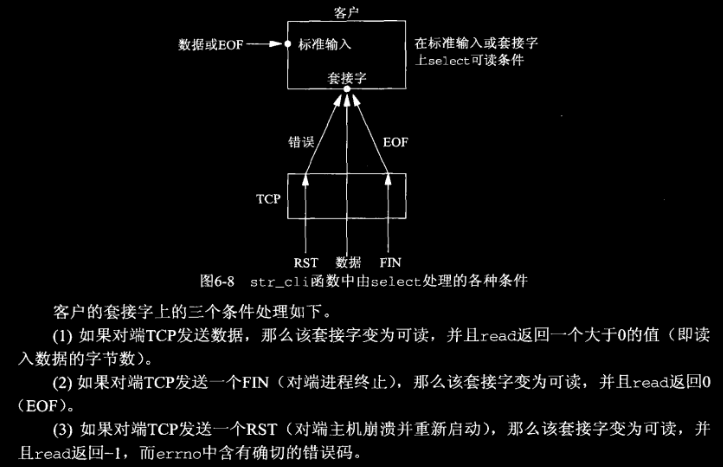 客户
数据或EOF
标准输入
在标准输入或套接字
上select可读条件
套接字
错误
EOF
TCP
RST
数据
FIN
图6-8 str_cli函数中由select处理的各种条件
客户的套接字上的三个条件处理如下。
(1) 如果对端TCP发送数据，那么该套接字变为可读，并且read返回一个大于0的值（即读
入数据的字节数）。
(2) 如果对端TCP发送一个FIN（对端进程终止），那么该套接字变为可读，并且read返回0
（EOF）。
(3) 如果对端TCP发送一个RST（对端主机崩溃并重新启动），那么该套接字变为可读，并
且read返回-1，而errno中含有确切的错误码。